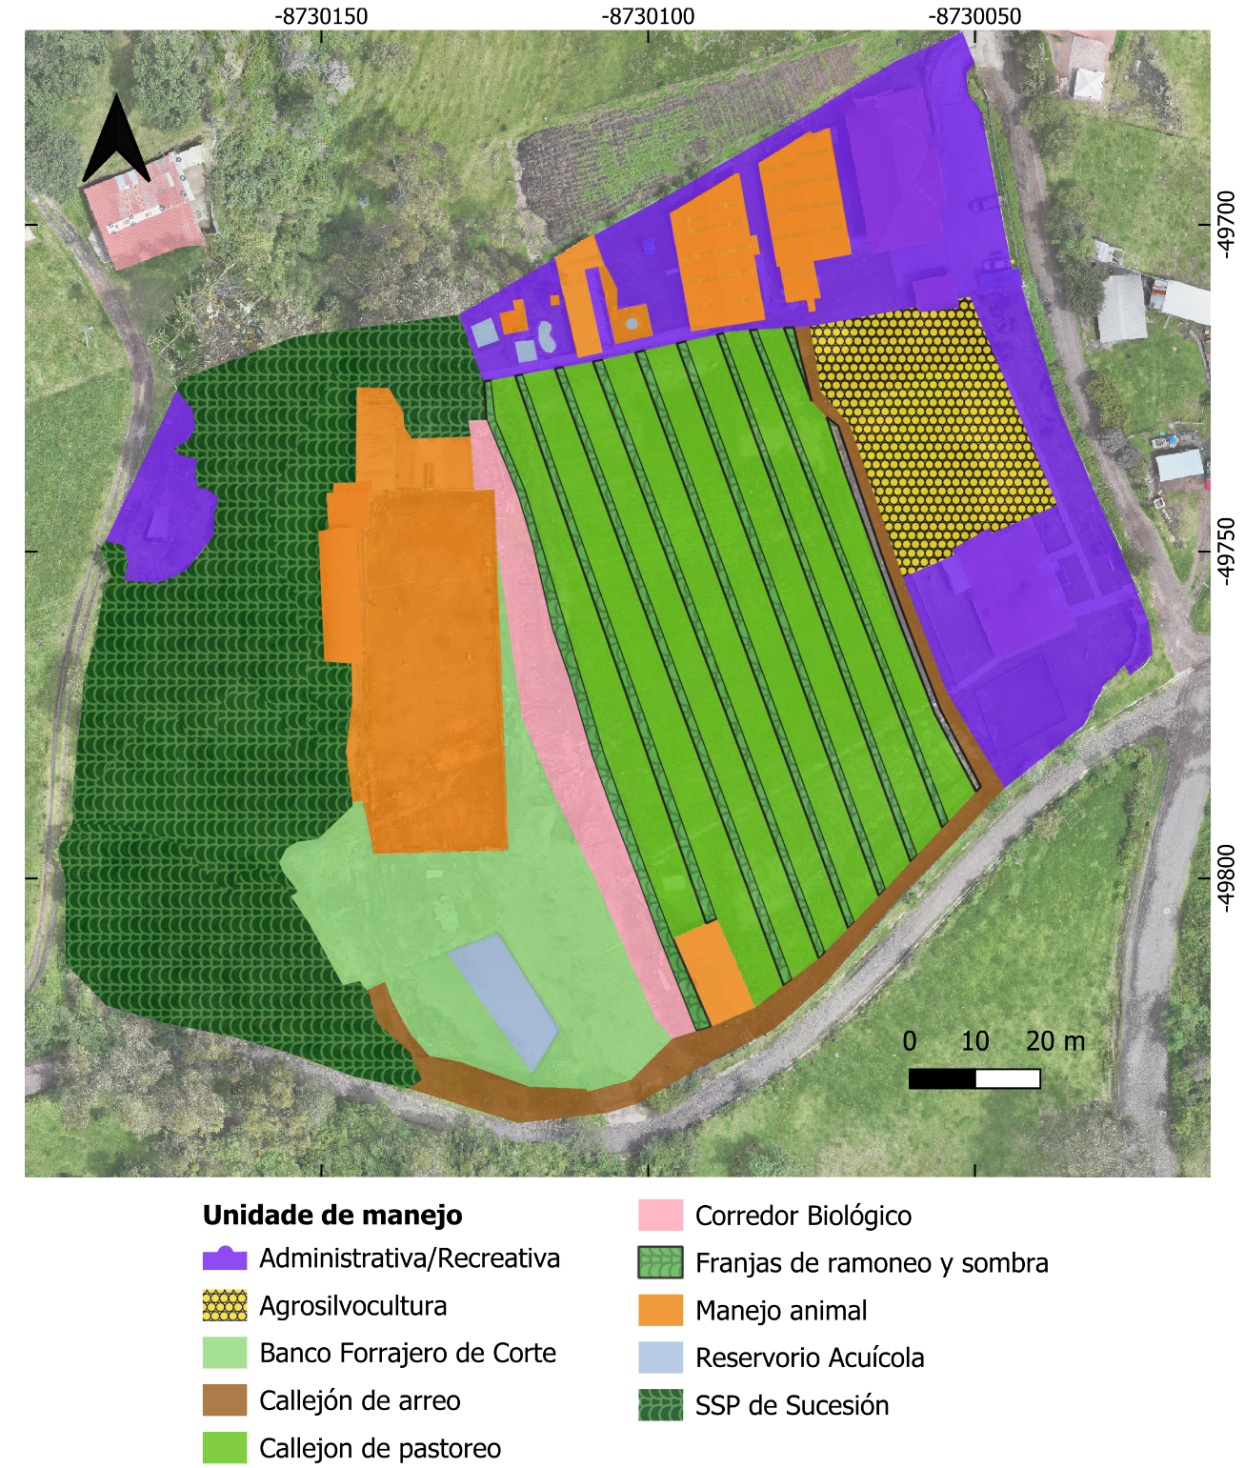 -8730150 -8730100 -8730050
-49700
-49750
-49800
0 10 20 m
Unidade de manejo
Administrativa/Recreativa
Agrosilvocultura
Banco Forrajero de Corte
Callejón de arreo
Callejon de pastoreo
Corredor Biológico
Franjas de ramoneo y sombra
Manejo animal
Reservorio Acuícola
SSP de Sucesión